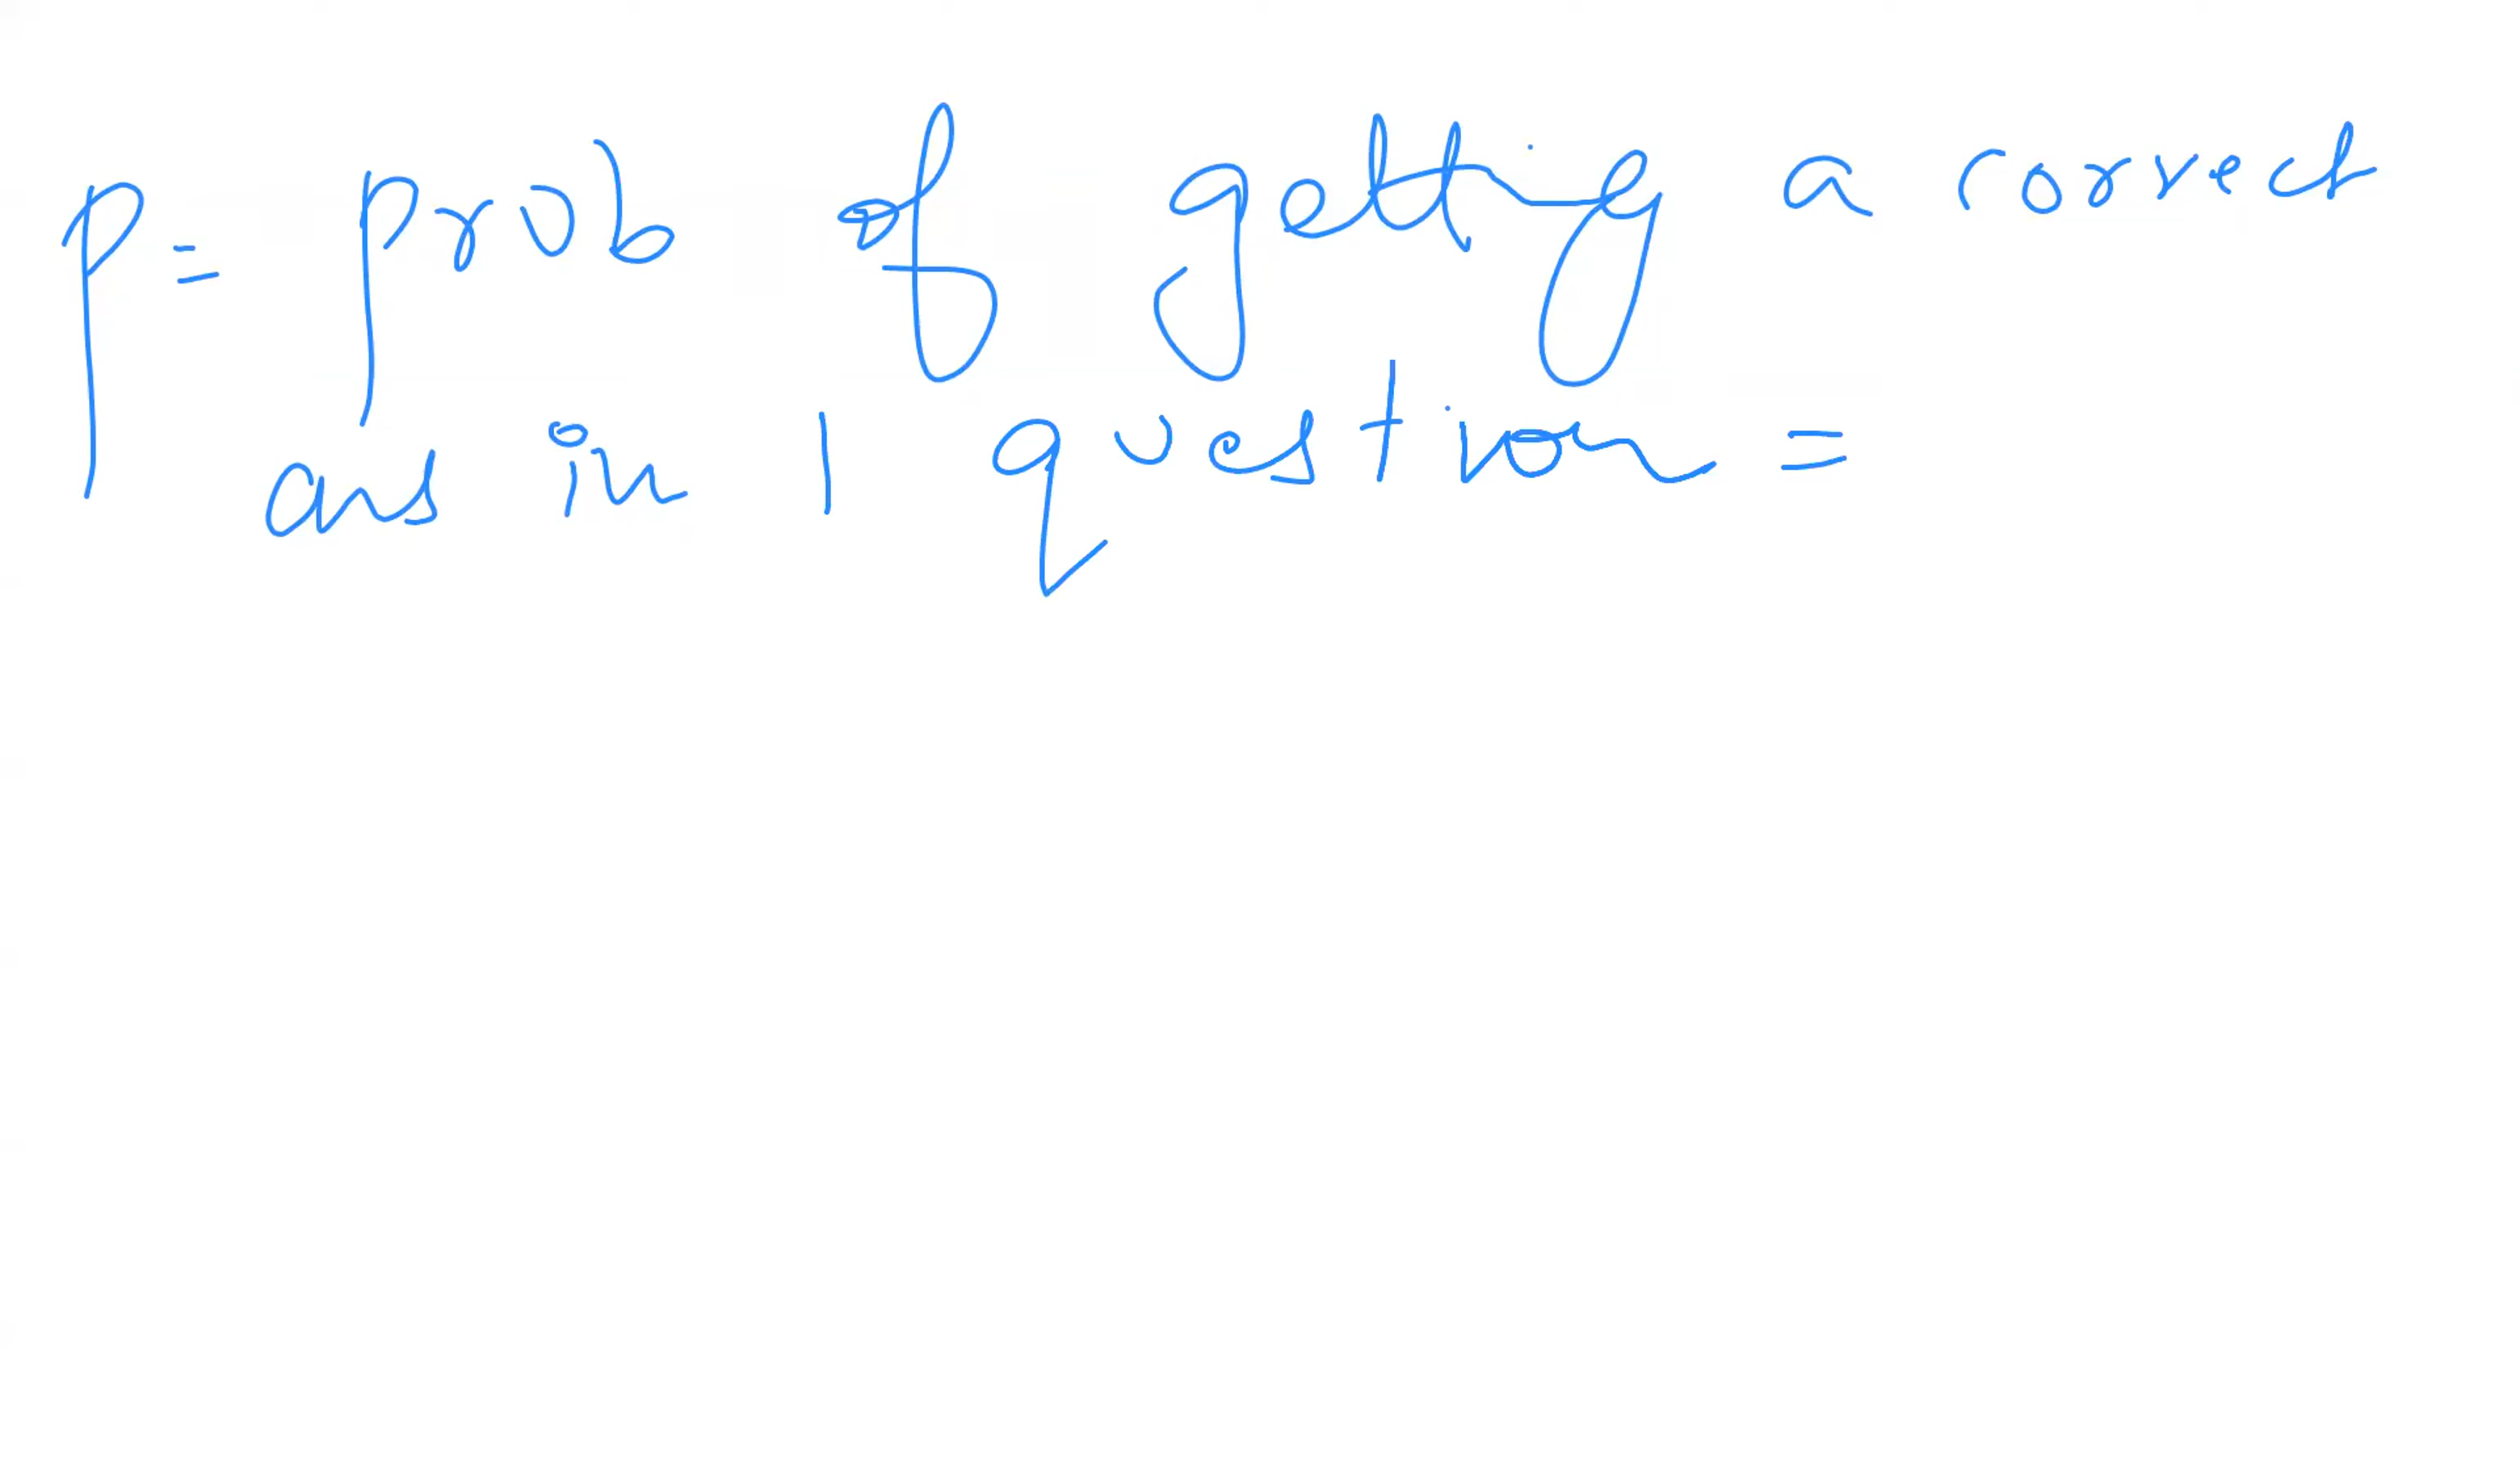 p= prob of getting a correct
ans in 1 question =